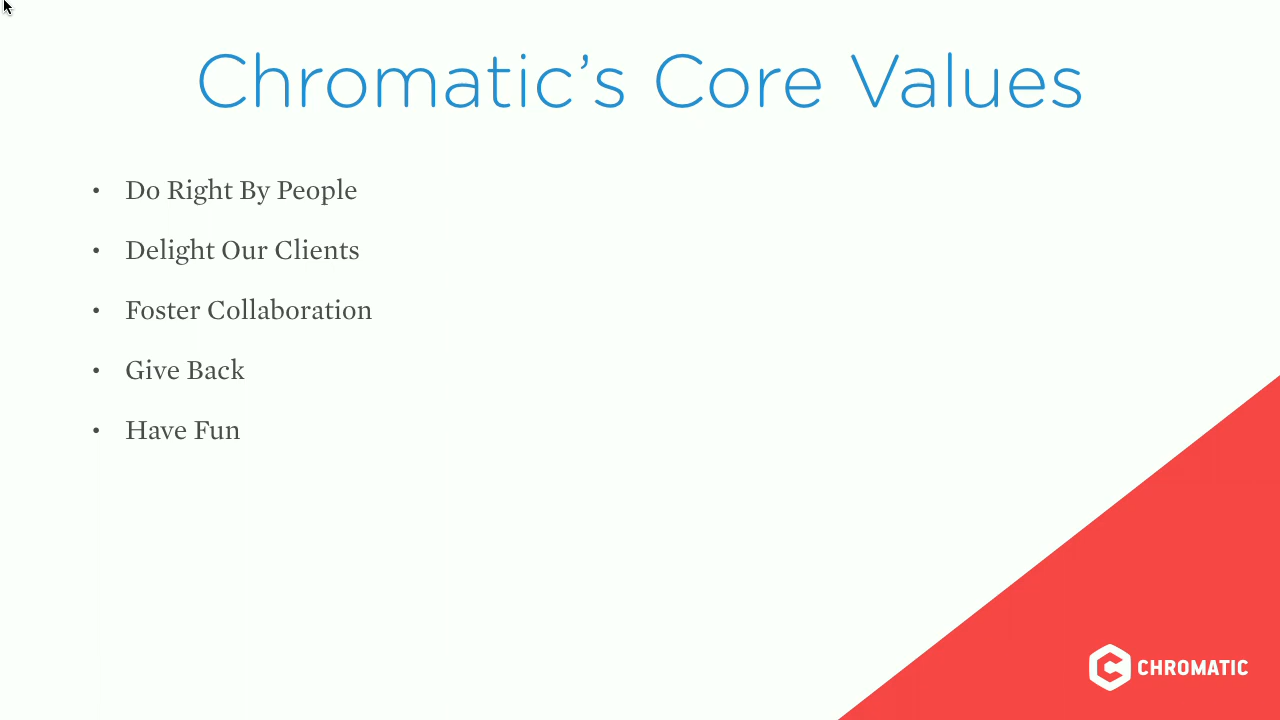 Chromatic’s Core Values
• Do Right By People
• Delight Our Clients
• Foster Collaboration
• Give Back
• Have Fun
CHROMATIC